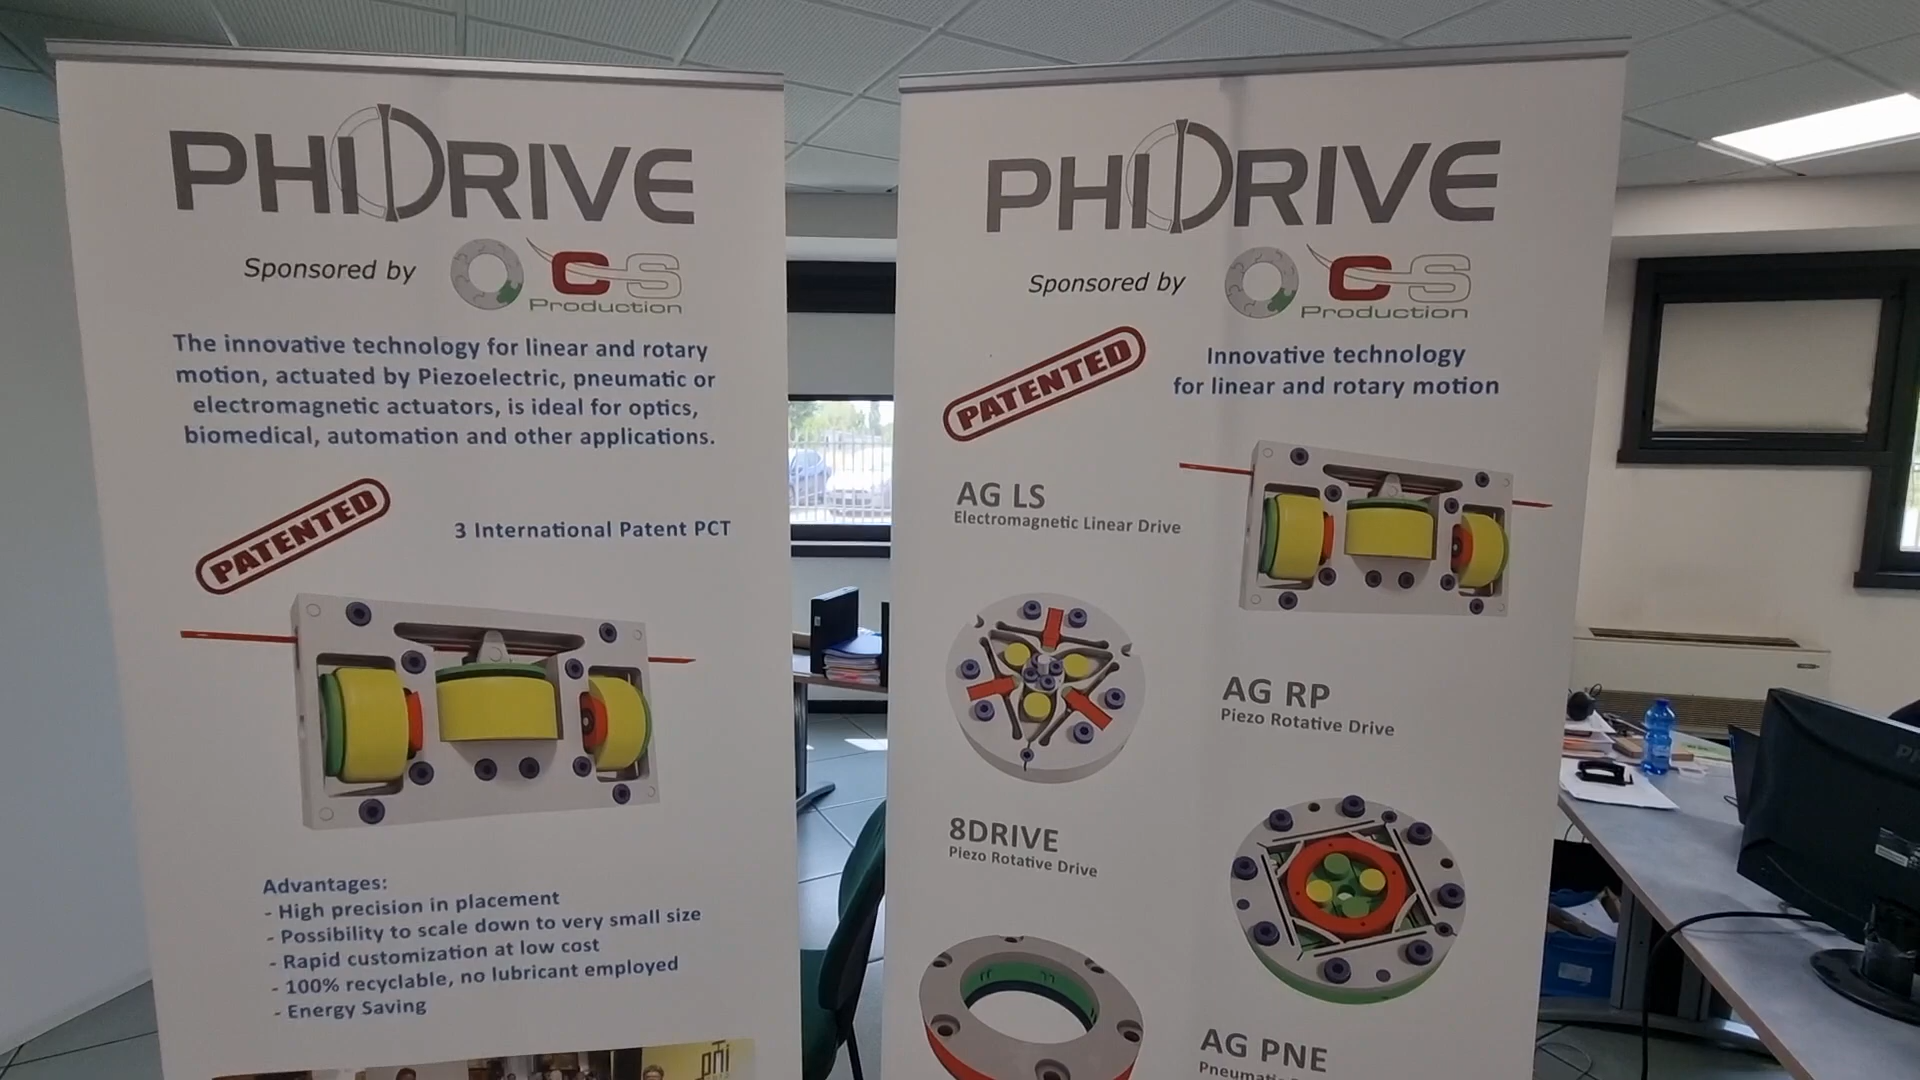 PHIDRIVE
Sponsored by
CS
Production
The innovative technology for linear and rotary
motion, actuated by Piezoelectric, pneumatic or
electromagnetic actuators, is ideal for optics,
biomedical, automation and other applications.
PATENTED
3 International Patent PCT
Advantages:
- High precision in placement
- Possibility to scale down to very small size
- Rapid customization at low cost
- 100% recyclable, no lubricant employed
- Energy Saving
phi
PHIDRIVE
Sponsored by
CS
Production
PATENTED
Innovative technology
for linear and rotary motion
AG LS
Electromagnetic Linear Drive
AG RP
Piezo Rotative Drive
8DRIVE
Piezo Rotative Drive
AG PNE